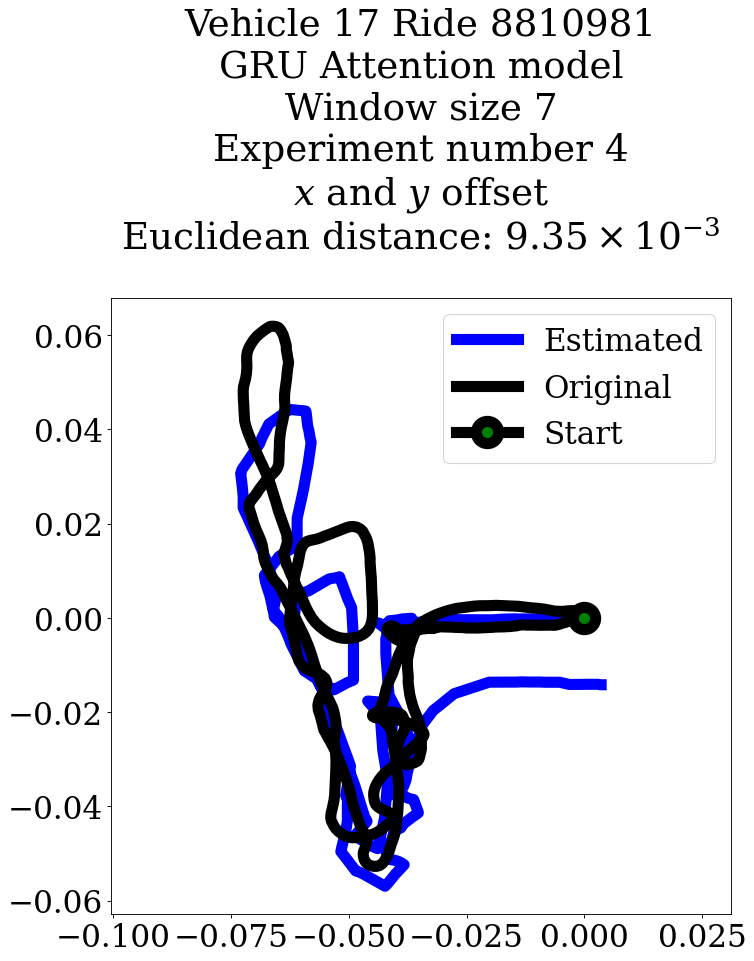 Vehicle 17 Ride 8810981
GRU Attention model
Window size 7
Experiment number 4
x and y offset
Euclidean distance: 9.35 × 10⁻³
Estimated
Original
Start
0.06
0.04
0.02
0.00
−0.02
−0.04
−0.06
−0.100 −0.075 −0.050 −0.025 0.000 0.025